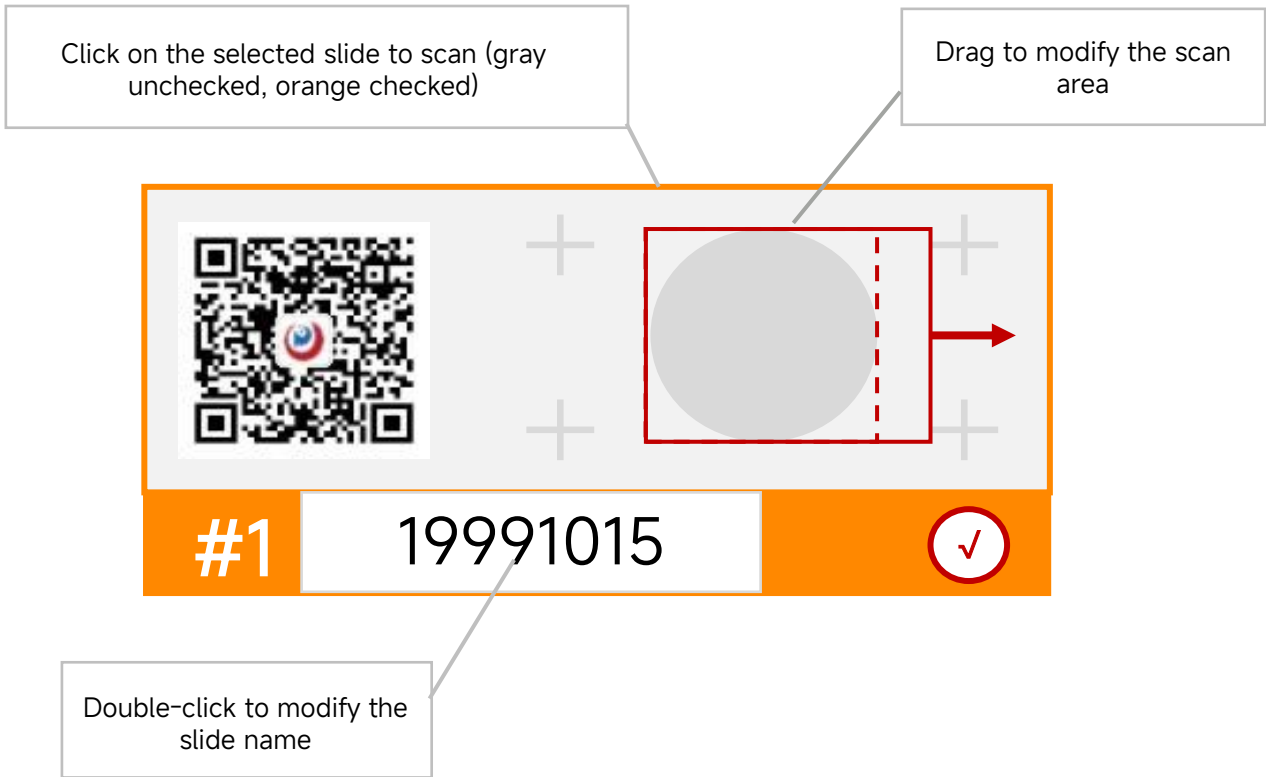 Click on the selected slide to scan (gray
unchecked, orange checked)
Drag to modify the scan
area
#1
19991015
√
Double-click to modify the
slide name